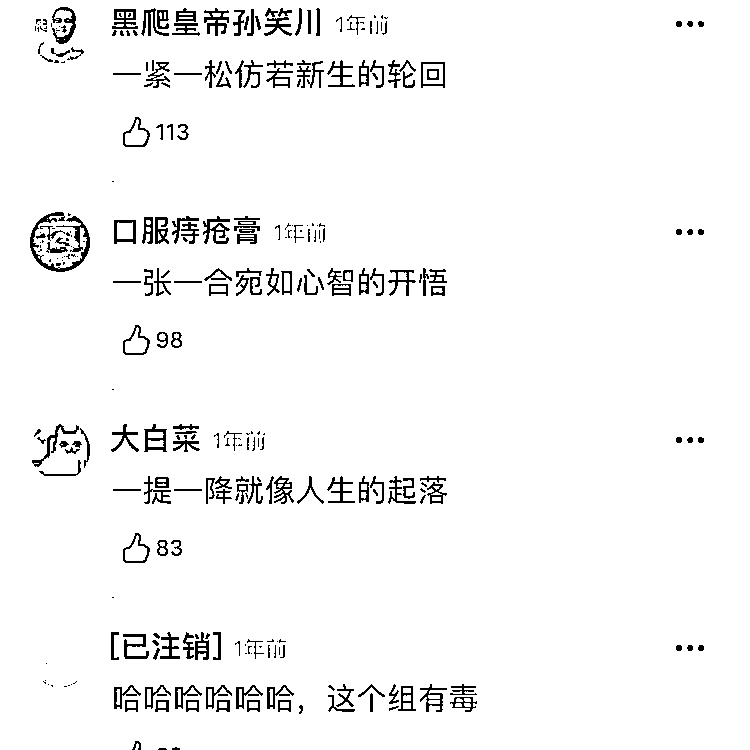 黑爬皇帝孙笑川 1年前
一紧一松仿若新生的轮回
113
口服痔疮膏 1年前
一张一合宛如心智的开悟
98
大白菜 1年前
一提一降就像人生的起落
83
[已注销] 1年前
哈哈哈哈哈哈，这个组有毒